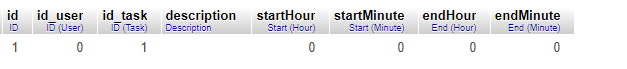 id id_user id_task description startHour startMinute endHour endMinute
ID ID (User) ID (Task) Description Start (Hour) Start (Minute) End (Hour) End (Minute)
1 0 1 0 0 0 0